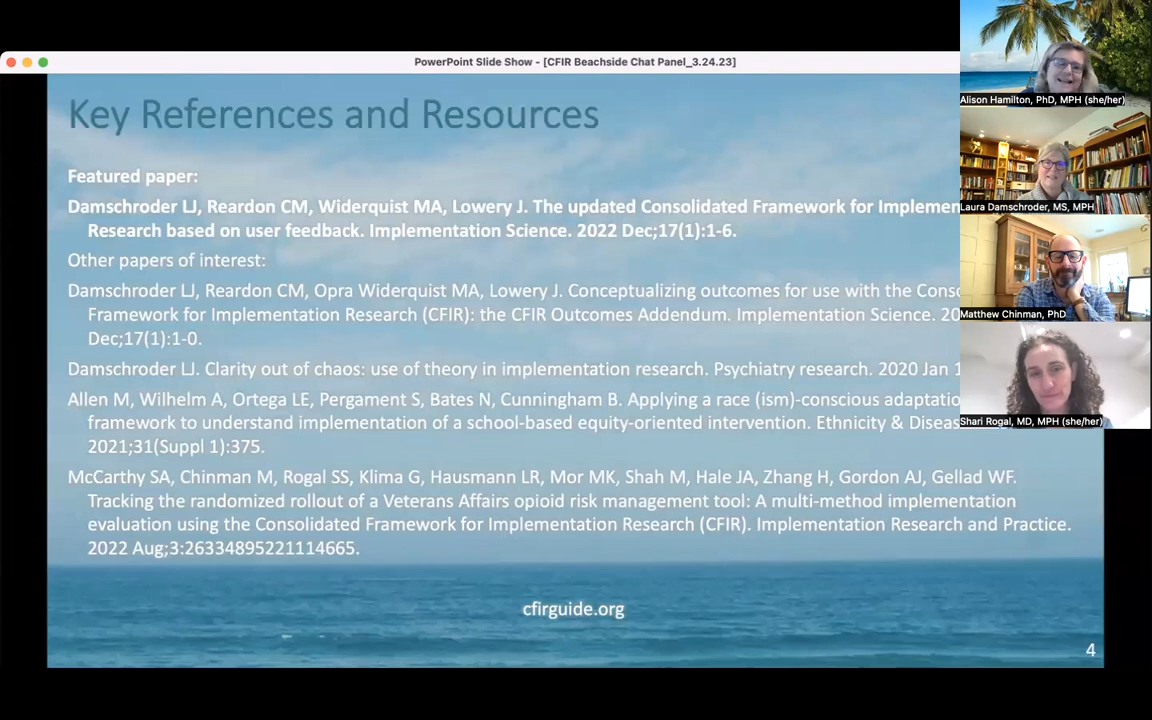 PowerPoint Slide Show - [CFIR Beachside Chat Panel_3.24.23]
Key References and Resources
Featured paper:
Damschroder LJ, Reardon CM, Widerquist MA, Lowery J. The updated Consolidated Framework for Implemen
Research based on user feedback. Implementation Science. 2022 Dec;17(1):1-6.
Other papers of interest:
Damschroder LJ, Reardon CM, Opra Widerquist MA, Lowery J. Conceptualizing outcomes for use with the Conso
Framework for Implementation Research (CFIR): the CFIR Outcomes Addendum. Implementation Science. 20
Dec;17(1):1-0.
Damschroder LJ. Clarity out of chaos: use of theory in implementation research. Psychiatry research. 2020 Jan 1
Allen M, Wilhelm A, Ortega LE, Pergament S, Bates N, Cunningham B. Applying a race (ism)-conscious adaptatio
framework to understand implementation of a school-based equity-oriented intervention. Ethnicity & Diseas
2021;31(Suppl 1):375.
McCarthy SA, Chinman M, Rogal SS, Klima G, Hausmann LR, Mor MK, Shah M, Hale JA, Zhang H, Gordon AJ, Gellad WF.
Tracking the randomized rollout of a Veterans Affairs opioid risk management tool: A multi-method implementation
evaluation using the Consolidated Framework for Implementation Research (CFIR). Implementation Research and Practice.
2022 Aug;3:26334895221114665.
cfirguide.org
4
Alison Hamilton, PhD, MPH (she/her)
Laura Damschroder, MS, MPH
Matthew Chinman, PhD
Shari Rogal, MD, MPH (she/her)